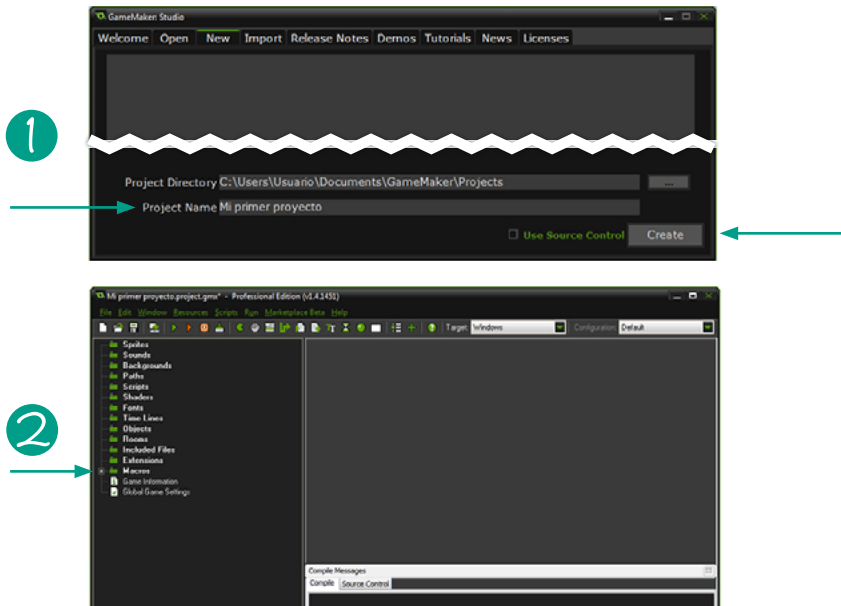 GameMaker: Studio
Welcome Open New Import Release Notes Demos Tutorials News Licenses
1
Project Directory C:\Users\Usuario\Documents\GameMaker\Projects ...
Project Name Mi primer proyecto
Use Source Control Create
Mi primer proyecto.project.gmx* - Professional Edition (v1.4.1451)
File Edit Window Resources Scripts Run Marketplace Beta Help
Target: Windows Configuration: Default
Sprites
Sounds
Backgrounds
Paths
Scripts
Shaders
Fonts
Time Lines
2
Objects
Rooms
Included Files
Extensions
Macros
Game Information
Global Game Settings
Compile Messages
Compile Source Control